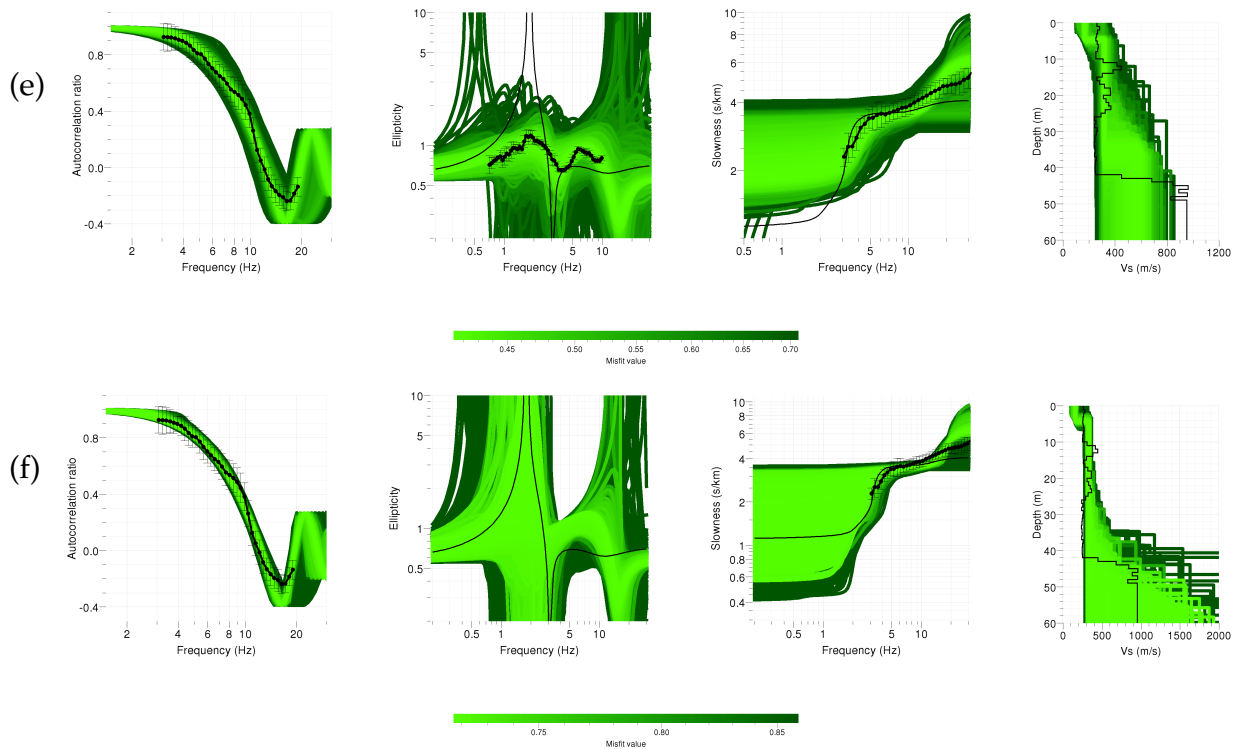 (e)
Autocorrelation ratio
0.8
0.4
0.0
-0.4
2 4 6 8 10 20
Frequency (Hz)
Ellipticity
10
5
1
0.5
0.5 1 5 10
Frequency (Hz)
Slowness (s/km)
10
8
6
4
2
0.5 1 5 10
Frequency (Hz)
Depth (m)
0
10
20
30
40
50
60
0 400 800 1200
Vs (m/s)
0.45 0.50 0.55 0.60 0.65 0.70
Misfit value
(f)
Autocorrelation ratio
0.8
0.4
0.0
-0.4
2 4 6 8 10 20
Frequency (Hz)
Ellipticity
10
5
1
0.5
0.5 1 5 10
Frequency (Hz)
Slowness (s/km)
10
8
6
4
2
1
0.8
0.6
0.4
0.5 1 5 10
Frequency (Hz)
Depth (m)
0
10
20
30
40
50
60
0 500 1000 1500 2000
Vs (m/s)
0.75 0.80 0.85
Misfit value